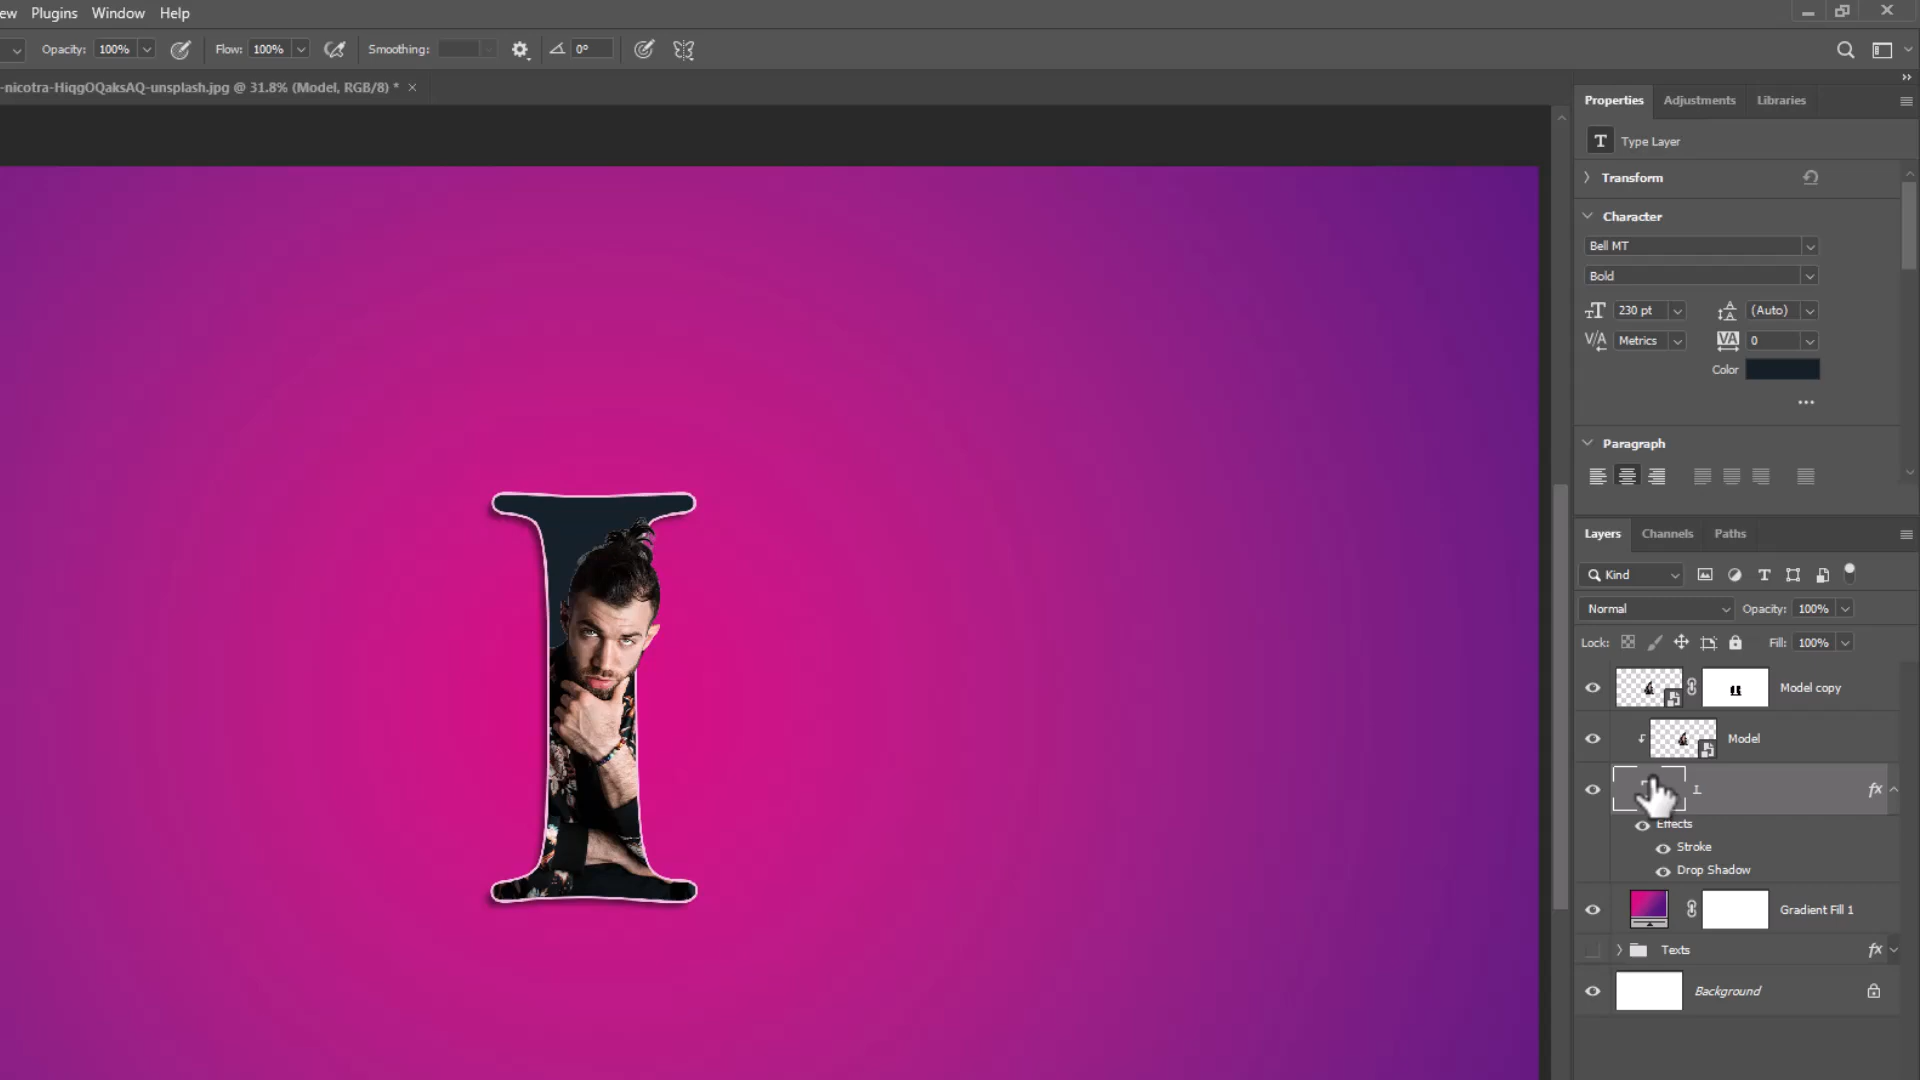 ew Plugins Window Help
Opacity: 100% Flow: 100% Smoothing: 0°
-nicotra-HiqgOQaksAQ-unsplash.jpg @ 31.8% (Model, RGB/8) * ×
Properties Adjustments Libraries
T Type Layer
Transform
Character
Bell MT
Bold
230 pt (Auto)
Metrics 0
Color
Paragraph
I
Layers Channels Paths
Kind
Normal Opacity: 100%
Lock: Fill: 100%
Model copy
Model
I fx
Effects
Stroke
Drop Shadow
Gradient Fill 1
Texts fx
Background